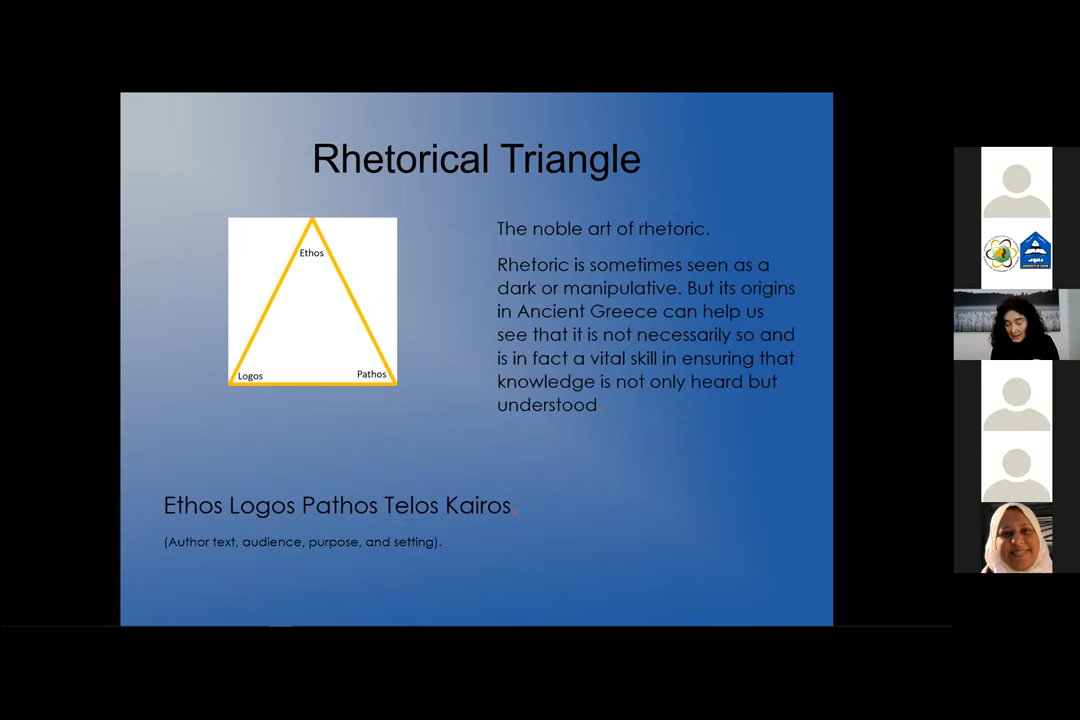 Rhetorical Triangle
Ethos
Logos
Pathos
The noble art of rhetoric.
Rhetoric is sometimes seen as a
dark or manipulative. But its origins
in Ancient Greece can help us
see that it is not necessarily so and
is in fact a vital skill in ensuring that
knowledge is not only heard but
understood.
Ethos Logos Pathos Telos Kairos.
(Author text, audience, purpose, and setting).